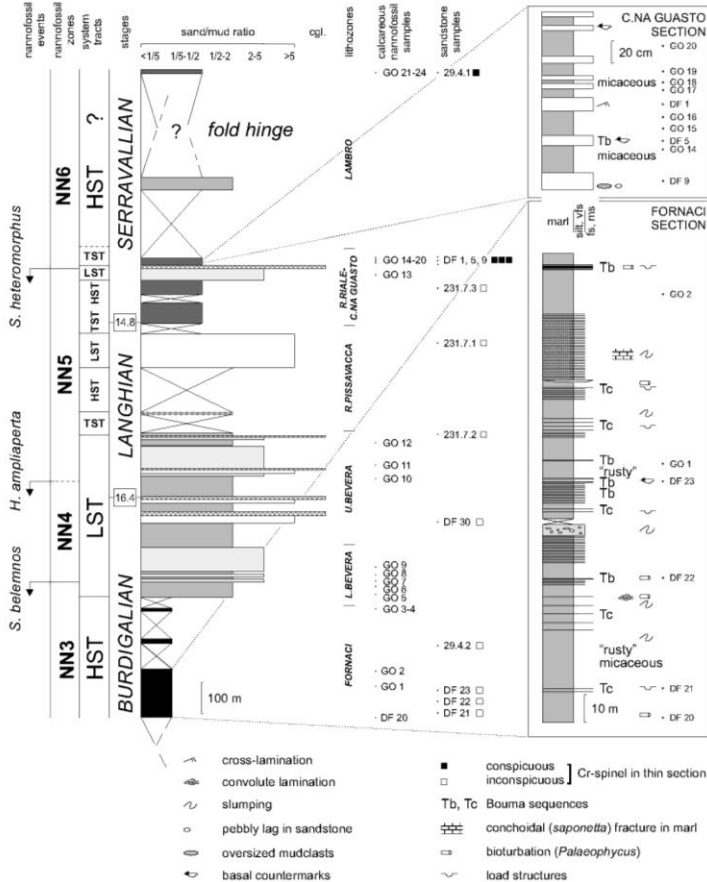 nannofossil events
nannofossil zones
system tracts
stages
sand/mud ratio
cgl.
<1/5
1/5-1/2
1/2-2
2-5
>5
lithozones
calcareous nannofossil samples
sandstone samples
S. heteromorphus
H. ampliaperta
S. belemnos
NN6
NN5
NN4
NN3
?
HST
TST
LST
HST
TST
LST
HST
TST
LST
HST
SERRAVALLIAN
LANGHIAN
BURDIGALIAN
14.8
16.4
?
fold hinge
100 m
LAMBRO
R.RIALE-C.NA GUASTO
R.PISSAVACCA
U.BEVERA
L.BEVERA
FORNACI
GO 21-24
GO 14-20
GO 13
GO 12
GO 11
GO 10
GO 9
GO 8
GO 7
GO 6
GO 5
GO 3-4
GO 2
GO 1
DF 20
29.4.1
DF 1, 5, 9
231.7.3
231.7.1
231.7.2
DF 30
29.4.2
DF 23
DF 22
DF 21
C.NA GUASTO SECTION
20 cm
GO 20
GO 19
micaceous
GO 18
GO 17
DF 1
GO 16
GO 15
Tb
DF 5
micaceous
GO 14
DF 9
marl
silt, vfs
fs, ms
FORNACI SECTION
Tb
GO 2
Tc
Tc
Tb
GO 1
"rusty"
Tb
DF 23
Tb
Tc
Tb
DF 22
Tc
"rusty"
micaceous
Tc
DF 21
10 m
DF 20
cross-lamination
convolute lamination
slumping
pebbly lag in sandstone
oversized mudclasts
basal countermarks
conspicuous
inconspicuous
Cr-spinel in thin section
Tb, Tc Bouma sequences
conchoidal (saponetta) fracture in marl
bioturbation (Palaeophycus)
load structures